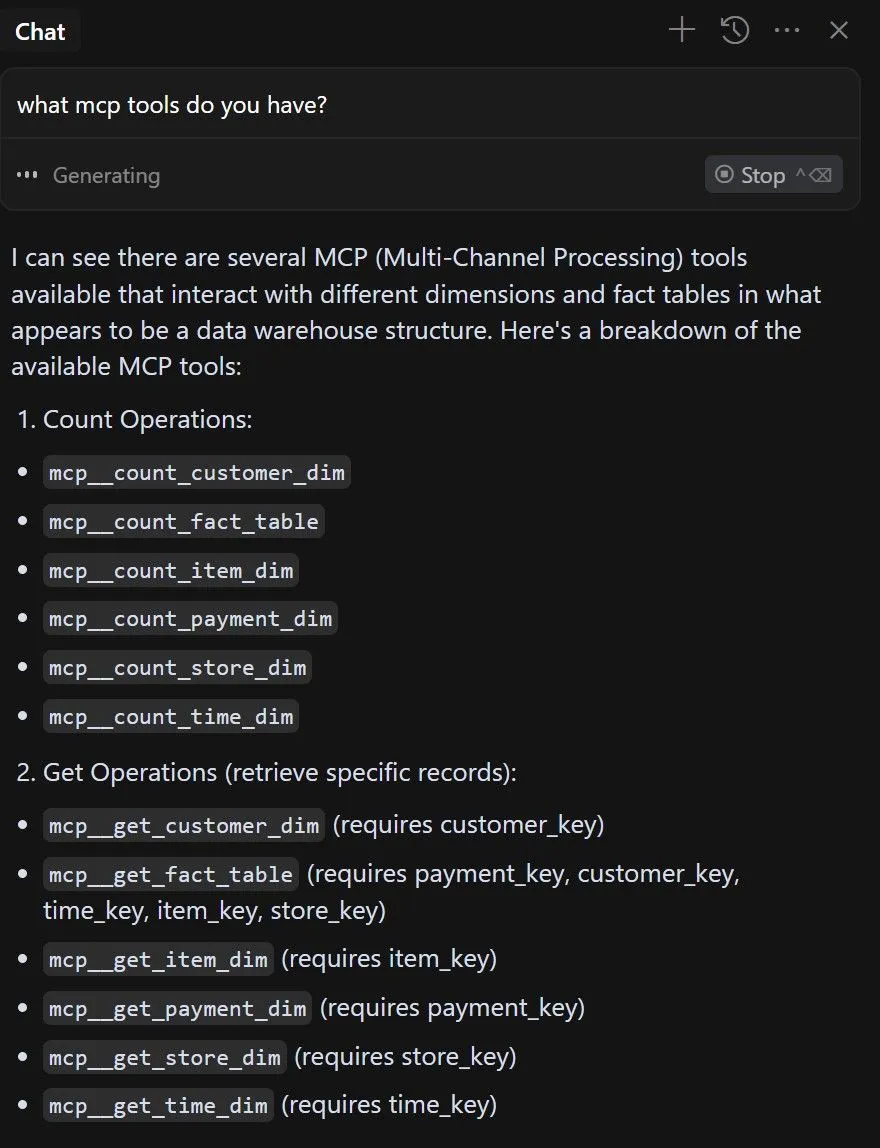 Chat
what mcp tools do you have?
Generating
Stop ^⌫
I can see there are several MCP (Multi-Channel Processing) tools
available that interact with different dimensions and fact tables in what
appears to be a data warehouse structure. Here's a breakdown of the
available MCP tools:
1. Count Operations:
• mcp__count_customer_dim
• mcp__count_fact_table
• mcp__count_item_dim
• mcp__count_payment_dim
• mcp__count_store_dim
• mcp__count_time_dim
2. Get Operations (retrieve specific records):
• mcp__get_customer_dim (requires customer_key)
• mcp__get_fact_table (requires payment_key, customer_key,
time_key, item_key, store_key)
• mcp__get_item_dim (requires item_key)
• mcp__get_payment_dim (requires payment_key)
• mcp__get_store_dim (requires store_key)
• mcp__get_time_dim (requires time_key)